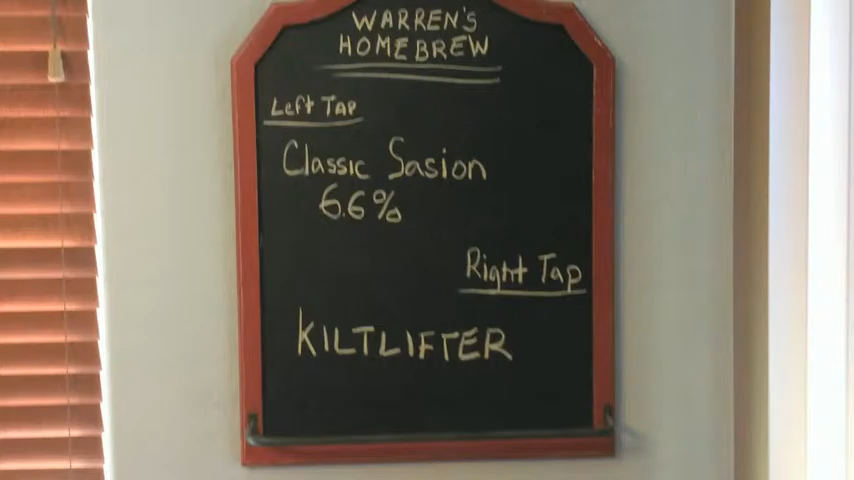 WARREN'S
HOMEBREW
Left Tap
Classic Sasion
6.6%
Right Tap
KILTLIFTER